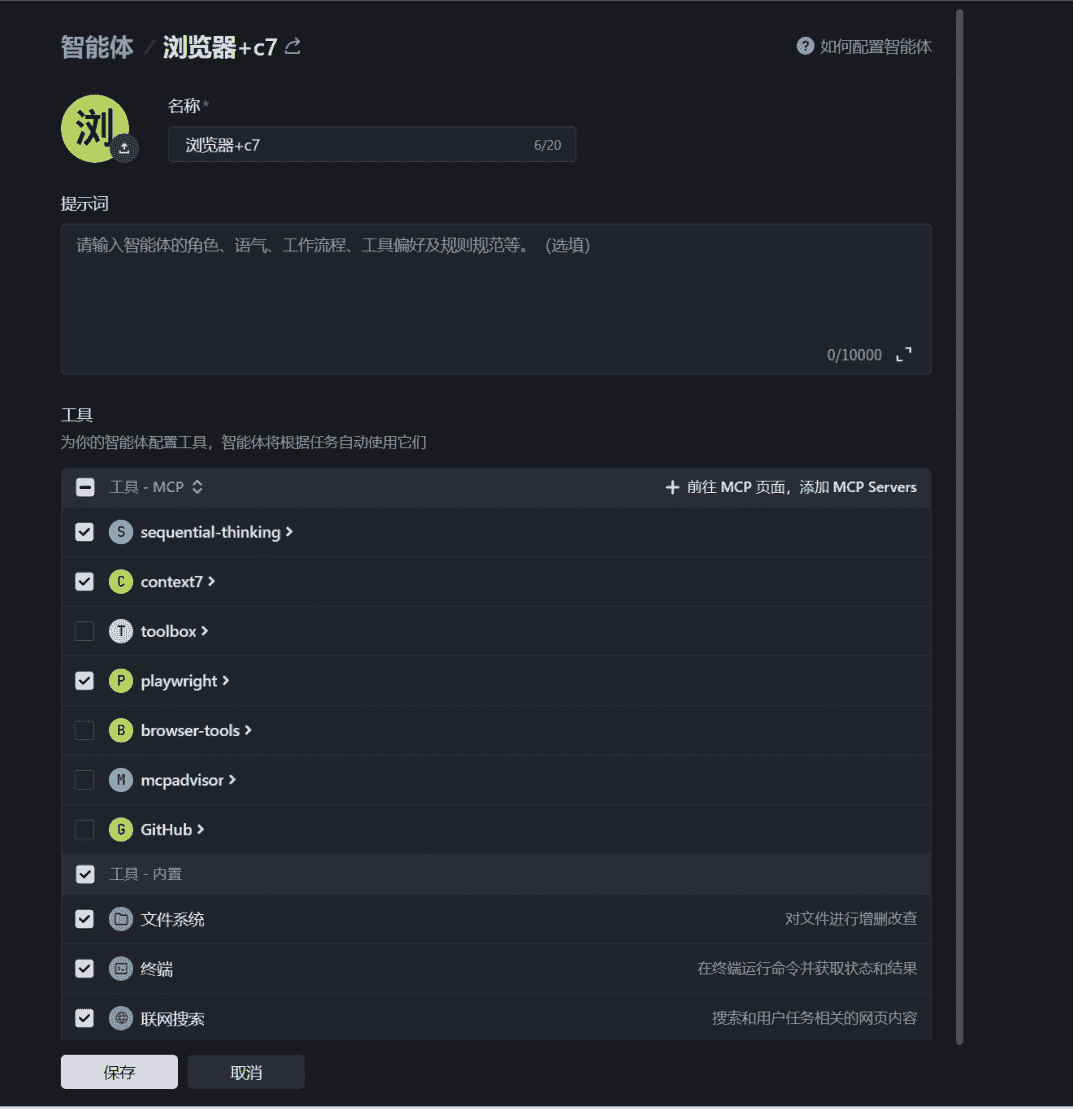 智能体 / 浏览器+c7
如何配置智能体
浏
名称*
浏览器+c7
6/20
提示词
请输入智能体的角色、语气、工作流程、工具偏好及规则规范等。（选填）
0/10000
工具
为你的智能体配置工具，智能体将根据任务自动使用它们
工具 - MCP
前往 MCP 页面，添加 MCP Servers
S sequential-thinking
C context7
T toolbox
P playwright
B browser-tools
M mcpadvisor
G GitHub
工具 - 内置
文件系统 对文件进行增删改查
终端 在终端运行命令并获取状态和结果
联网搜索 搜索和用户任务相关的网页内容
保存 取消